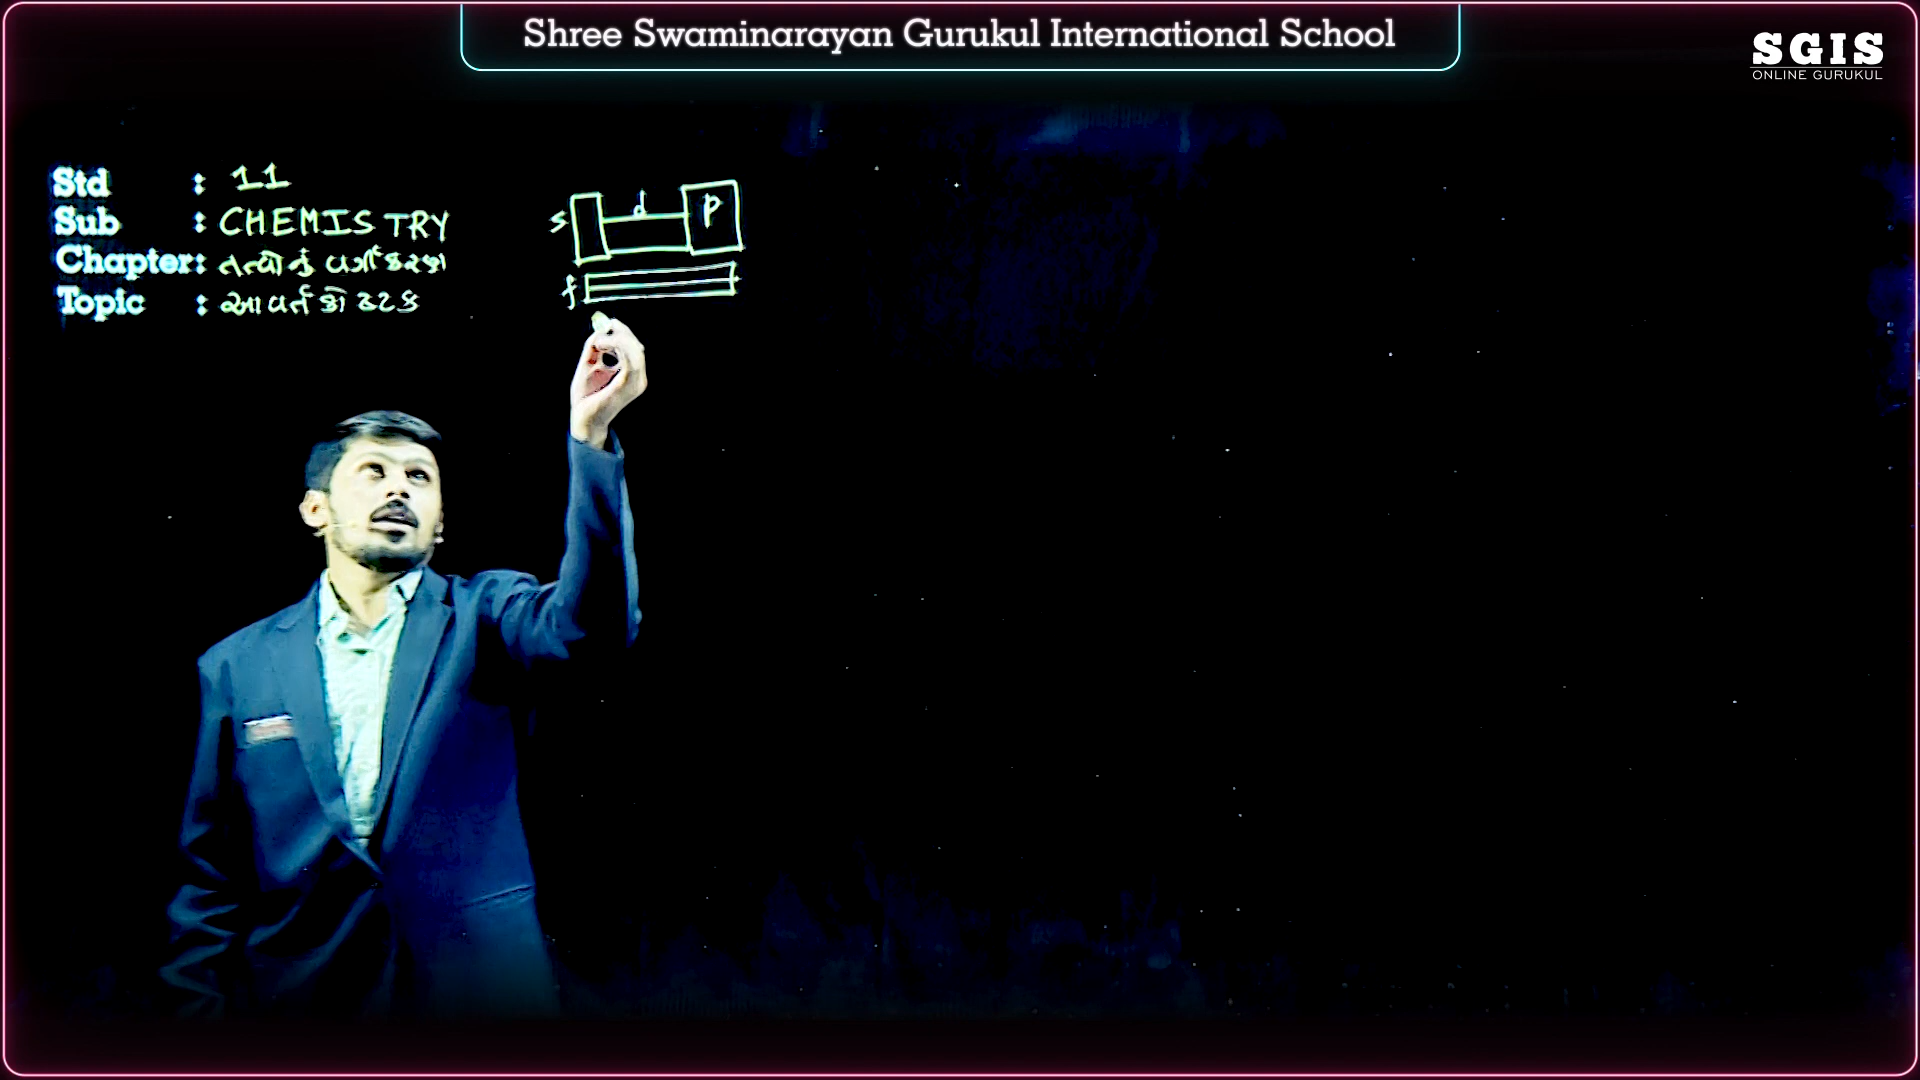 Shree Swaminarayan Gurukul International School
SGIS
ONLINE GURUKUL
Std : 11
Sub : CHEMISTRY
Chapter: તત્વોનું વર્ગીકરણ
Topic : આવર્તકોષ્ટક
s d p
f